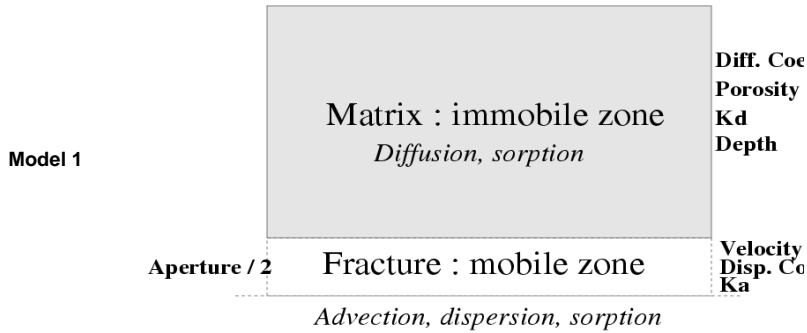 Diff. Coe
Porosity
Matrix : immobile zone
Kd
Diffusion, sorption
Depth
Model 1
Velocity
Aperture / 2
Fracture : mobile zone
Disp. Co
Ka
Advection, dispersion, sorption